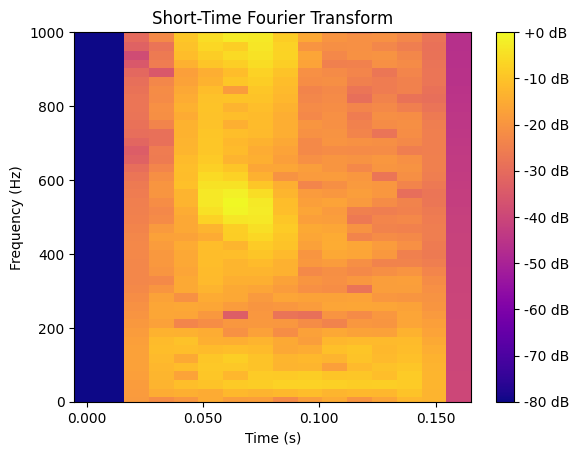 Short-Time Fourier Transform
1000
800
600
400
200
0
Frequency (Hz)
0.000
0.050
0.100
0.150
Time (s)
+0 dB
-10 dB
-20 dB
-30 dB
-40 dB
-50 dB
-60 dB
-70 dB
-80 dB